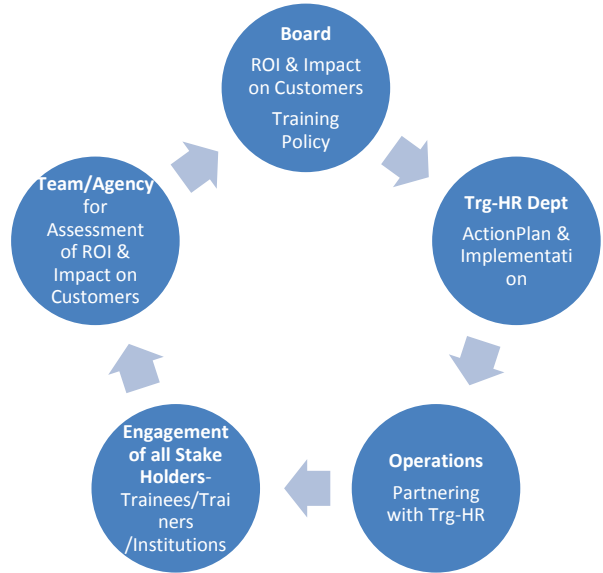 Board
ROI & Impact
on Customers
Training
Policy
Trg-HR Dept
ActionPlan &
Implementati
on
Operations
Partnering
with Trg-HR
Engagement
of all Stake
Holders-
Trainees/Trai
ners
/Institutions
Team/Agency
for
Assessment
of ROI &
Impact on
Customers